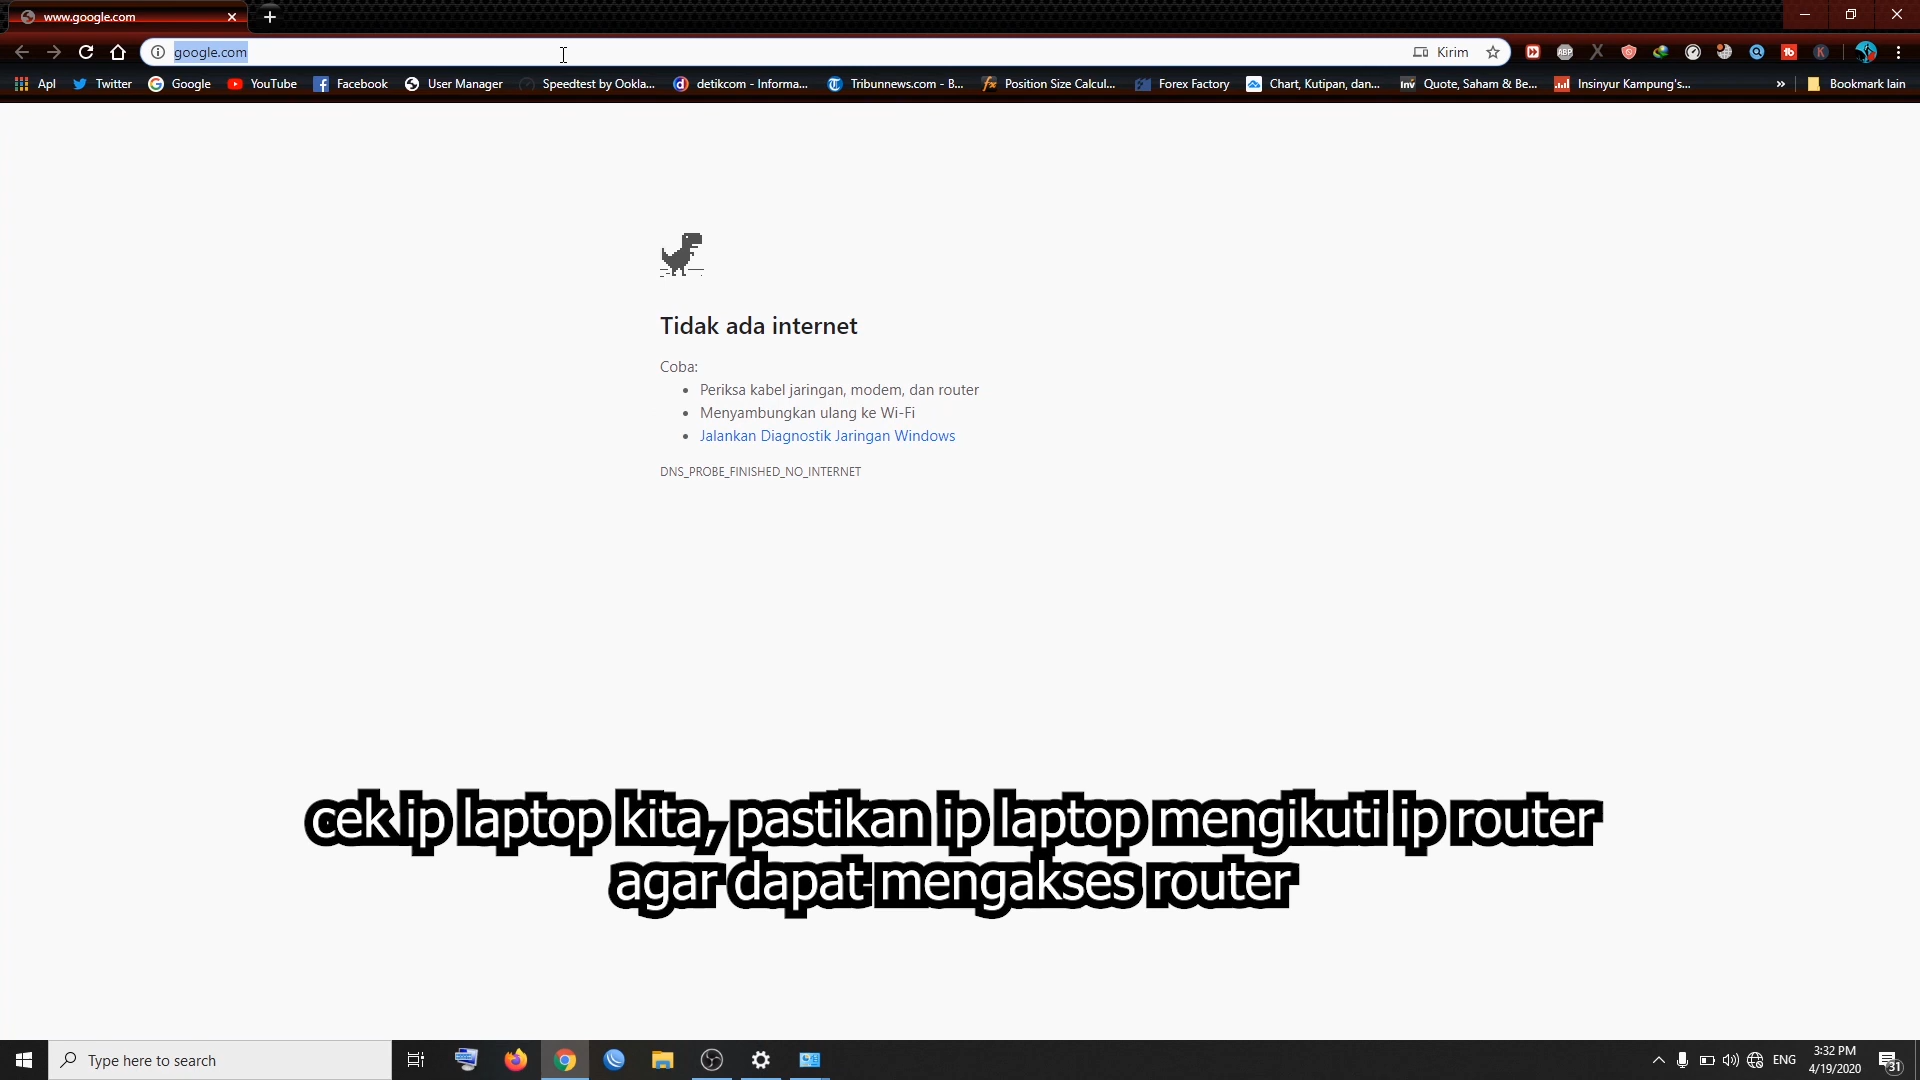 www.google.com
google.com
Kirim
ABP
Apl
Twitter
Google
YouTube
Facebook
User Manager
Speedtest by Ookla...
detikcom - Informa...
Tribunnews.com - B...
Position Size Calcul...
Forex Factory
Chart, Kutipan, dan...
Inv
Quote, Saham & Be...
Insinyur Kampung's...
»
Bookmark lain
Tidak ada internet
Coba:
• Periksa kabel jaringan, modem, dan router
• Menyambungkan ulang ke Wi-Fi
• Jalankan Diagnostik Jaringan Windows
DNS_PROBE_FINISHED_NO_INTERNET
cek ip laptop kita, pastikan ip laptop mengikuti ip router
agar dapat mengakses router
Type here to search
ENG
3:32 PM
4/19/2020
31